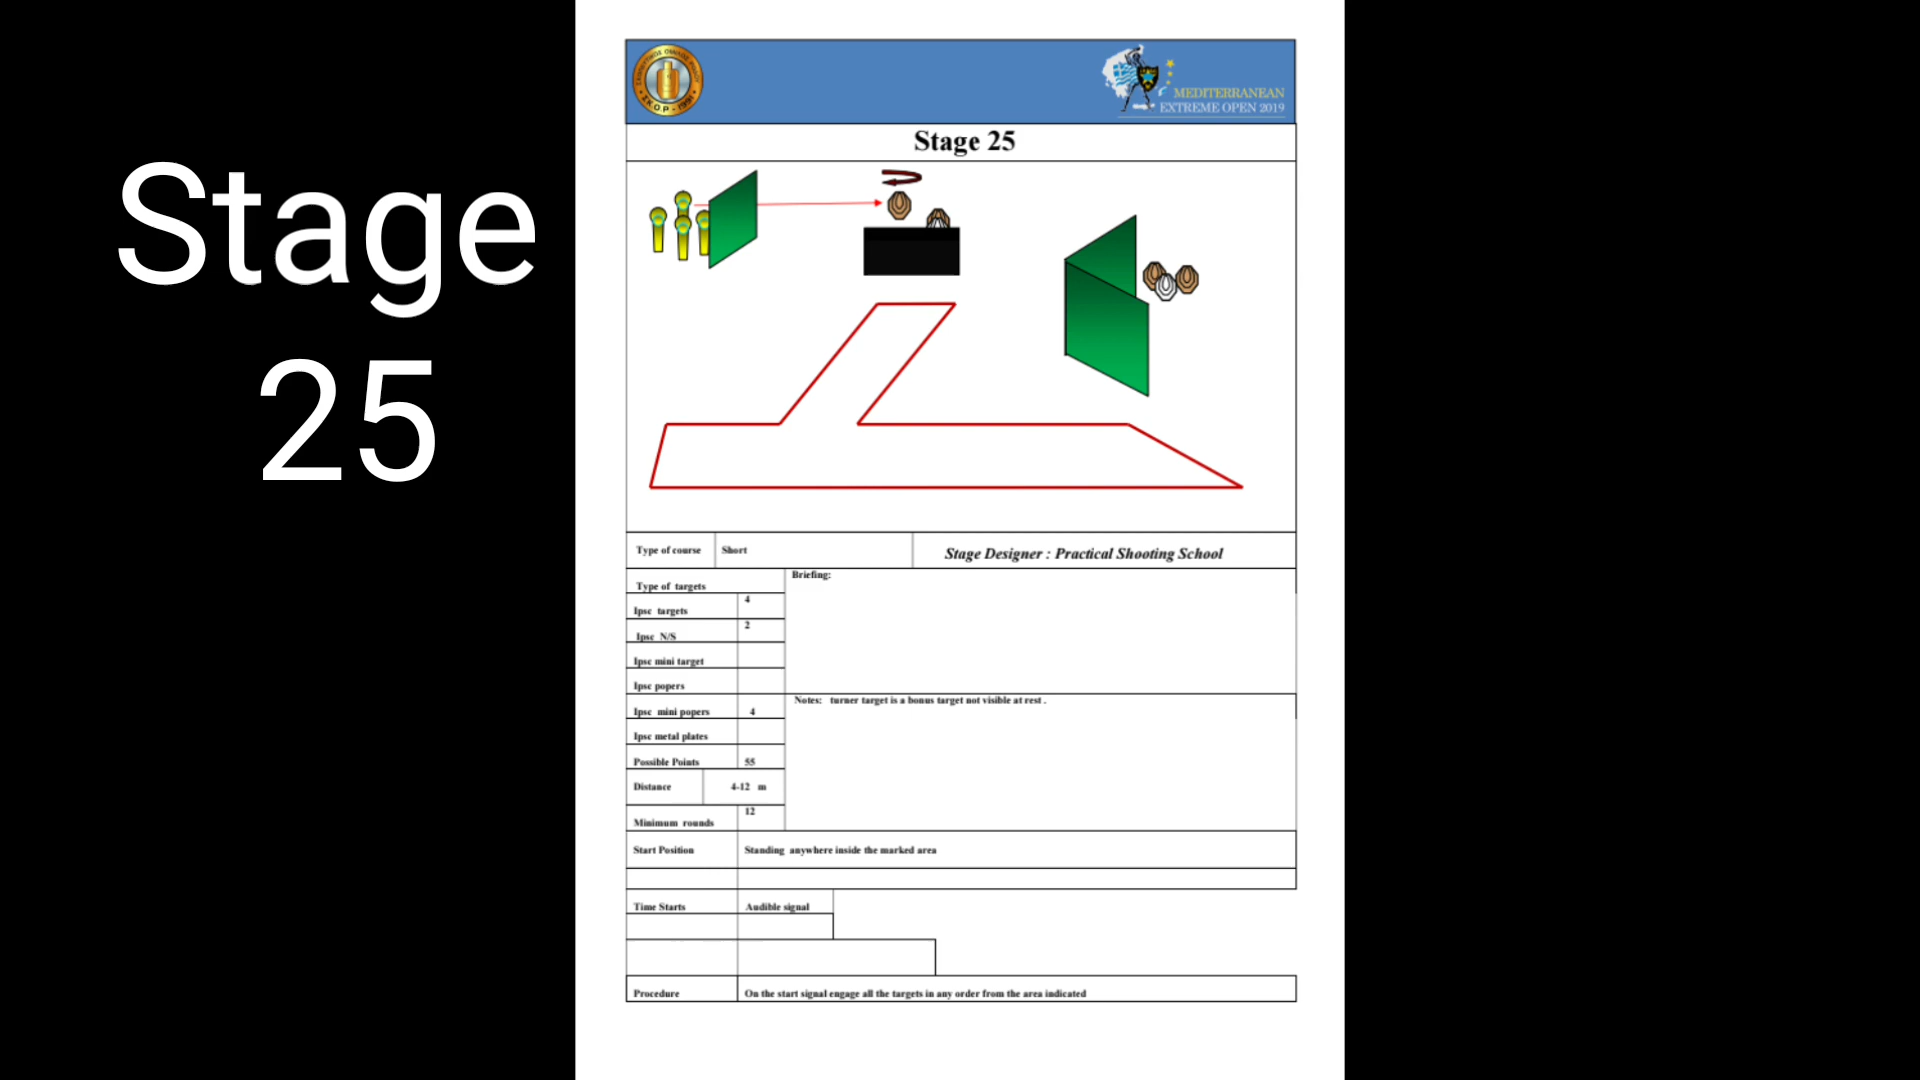 Stage
25
MEDITERRANEAN
EXTREME OPEN 2019
Stage 25
Type of course Short Stage Designer : Practical Shooting School
Type of targets
Briefing:
Ipsc targets 4
Ipsc N/S 2
Ipsc mini target
Ipsc popers
Ipsc mini popers 4
Notes: turner target is a bonus target not visible at rest .
Ipsc metal plates
Possible Points 55
Distance 4-12 m
Minimum rounds 12
Start Position Standing anywhere inside the marked area
Time Starts Audible signal
Procedure On the start signal engage all the targets in any order from the area indicated